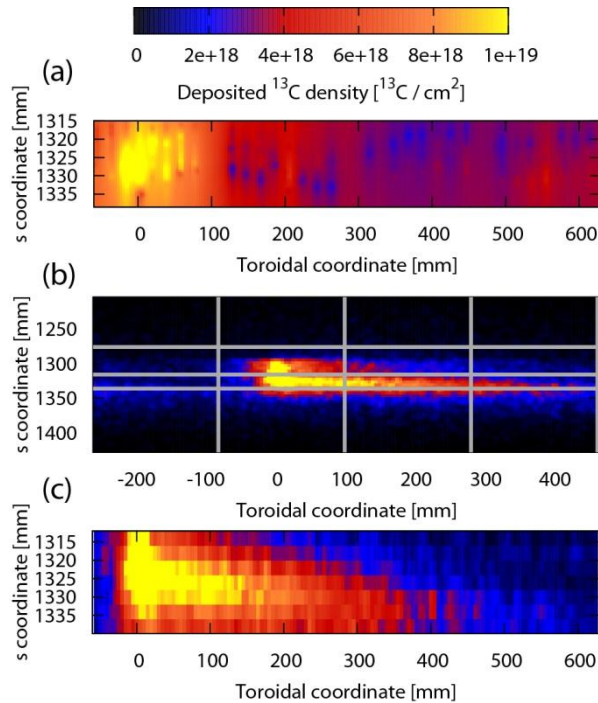 0 2e+18 4e+18 6e+18 8e+18 1e+19
Deposited ¹³C density [¹³C / cm²]
(a)
s coordinate [mm]
1315
1320
1325
1330
1335
0 100 200 300 400 500 600
Toroidal coordinate [mm]
(b)
s coordinate [mm]
1250
1300
1350
1400
-200 -100 0 100 200 300 400
Toroidal coordinate [mm]
(c)
s coordinate [mm]
1315
1320
1325
1330
1335
0 100 200 300 400 500 600
Toroidal coordinate [mm]